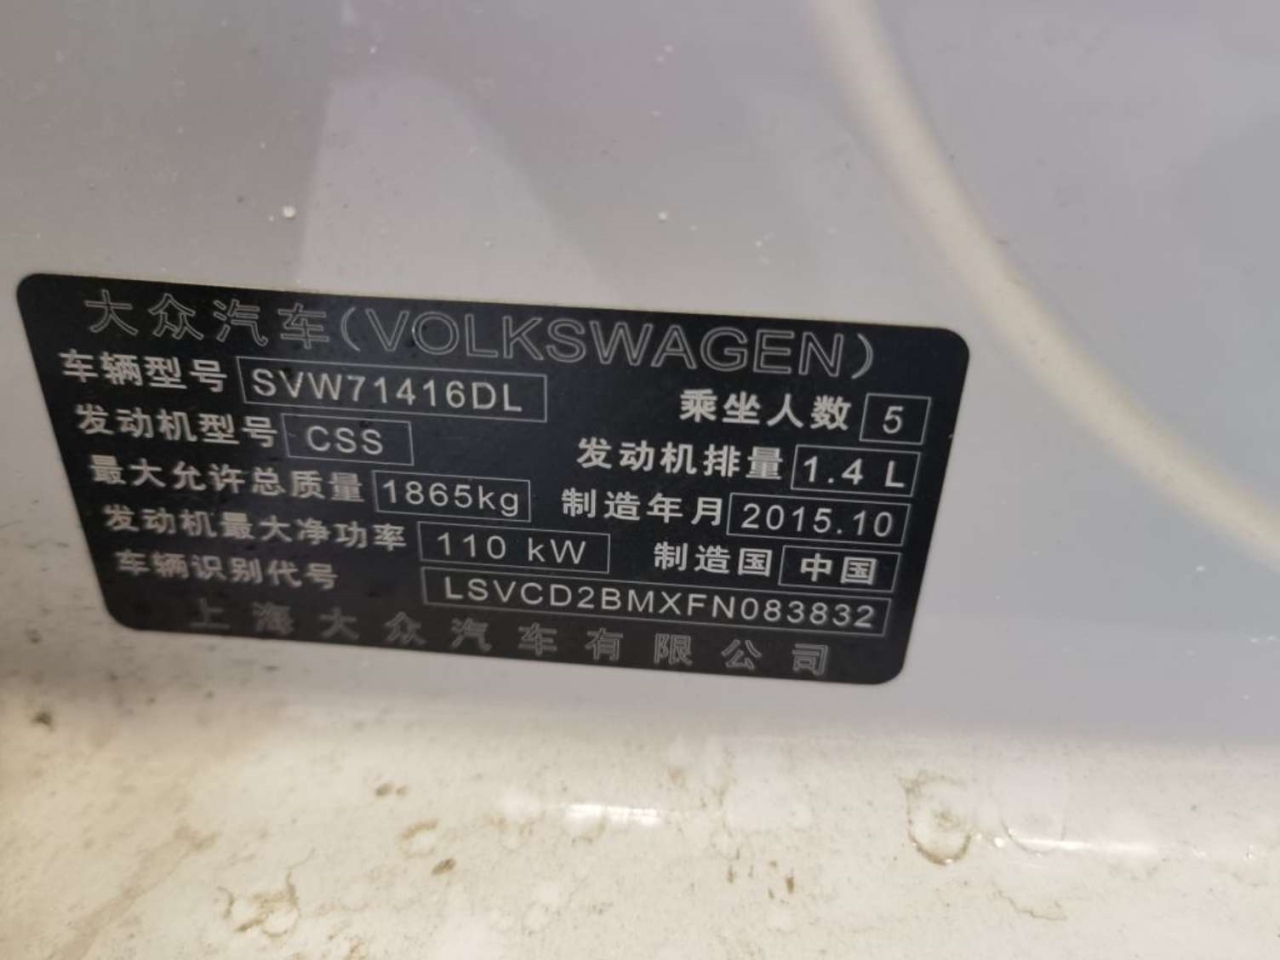 大众汽车(VOLKSWAGEN)
车辆型号 SVW71416DL 乘坐人数 5
发动机型号 CSS 发动机排量 1.4 L
最大允许总质量 1865kg 制造年月 2015.10
发动机最大净功率 110 kW 制造国 中国
车辆识别代号 LSVCD2BMXFN083832
上海大众汽车有限公司